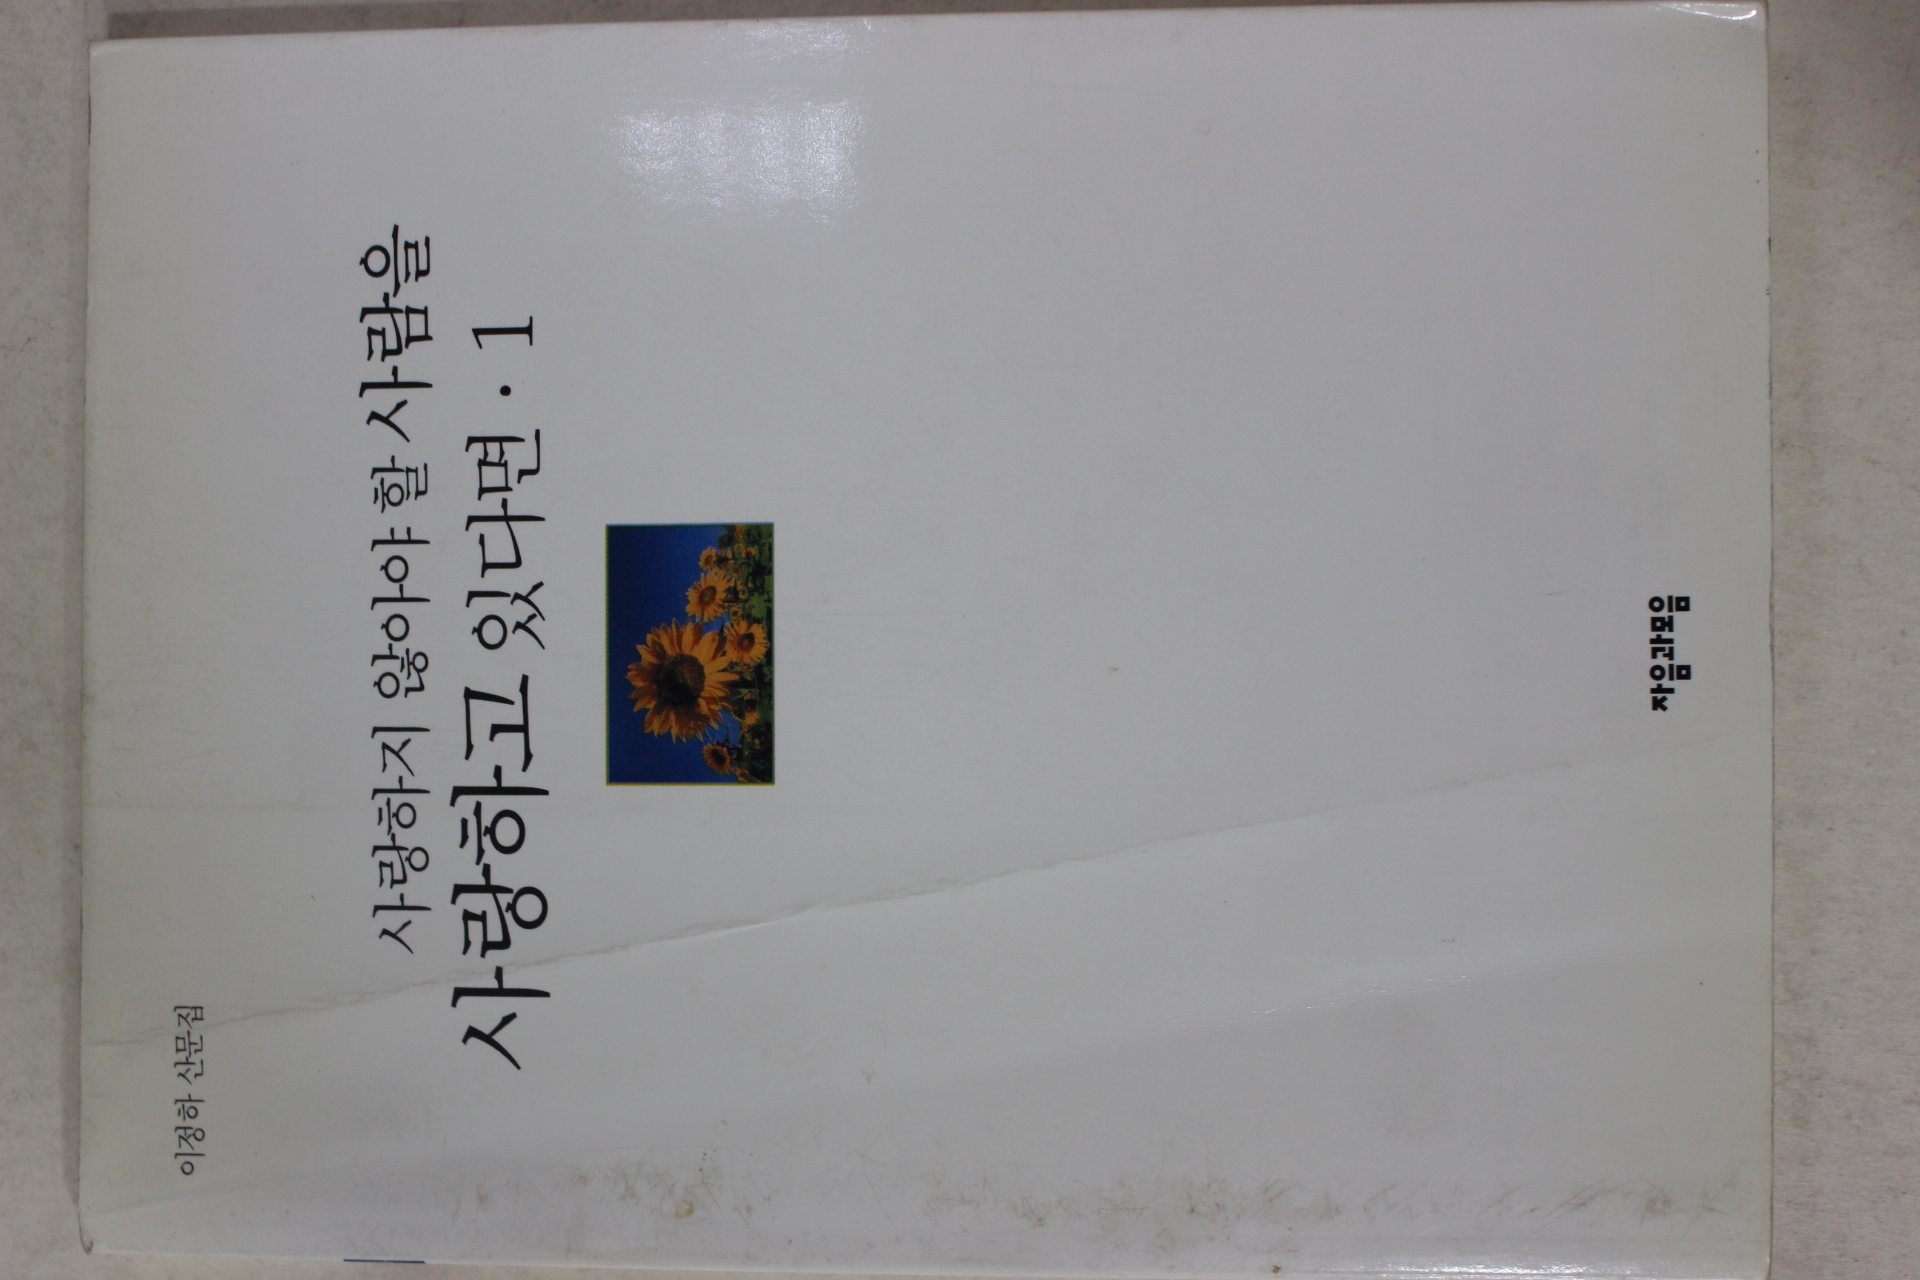 이정하 산문집
사랑하지 않아야 할 사람을
사랑하고 있다면 · 1
자음과모음